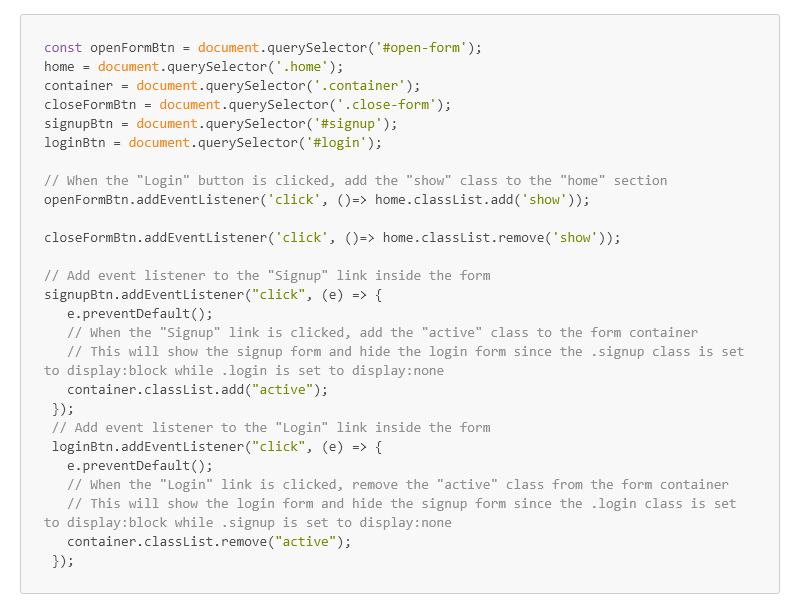 const openFormBtn = document.querySelector('#open-form');
home = document.querySelector('.home');
container = document.querySelector('.container');
closeFormBtn = document.querySelector('.close-form');
signupBtn = document.querySelector('#signup');
loginBtn = document.querySelector('#login');

// When the "Login" button is clicked, add the "show" class to the "home" section
openFormBtn.addEventListener('click', ()=> home.classList.add('show'));

closeFormBtn.addEventListener('click', ()=> home.classList.remove('show'));

// Add event listener to the "Signup" link inside the form
signupBtn.addEventListener("click", (e) => {
   e.preventDefault();
   // When the "Signup" link is clicked, add the "active" class to the form container
   // This will show the signup form and hide the login form since the .signup class is set
to display:block while .login is set to display:none
   container.classList.add("active");
 });
 // Add event listener to the "Login" link inside the form
 loginBtn.addEventListener("click", (e) => {
   e.preventDefault();
   // When the "Login" link is clicked, remove the "active" class from the form container
   // This will show the login form and hide the signup form since the .login class is set
to display:block while .signup is set to display:none
   container.classList.remove("active");
 });